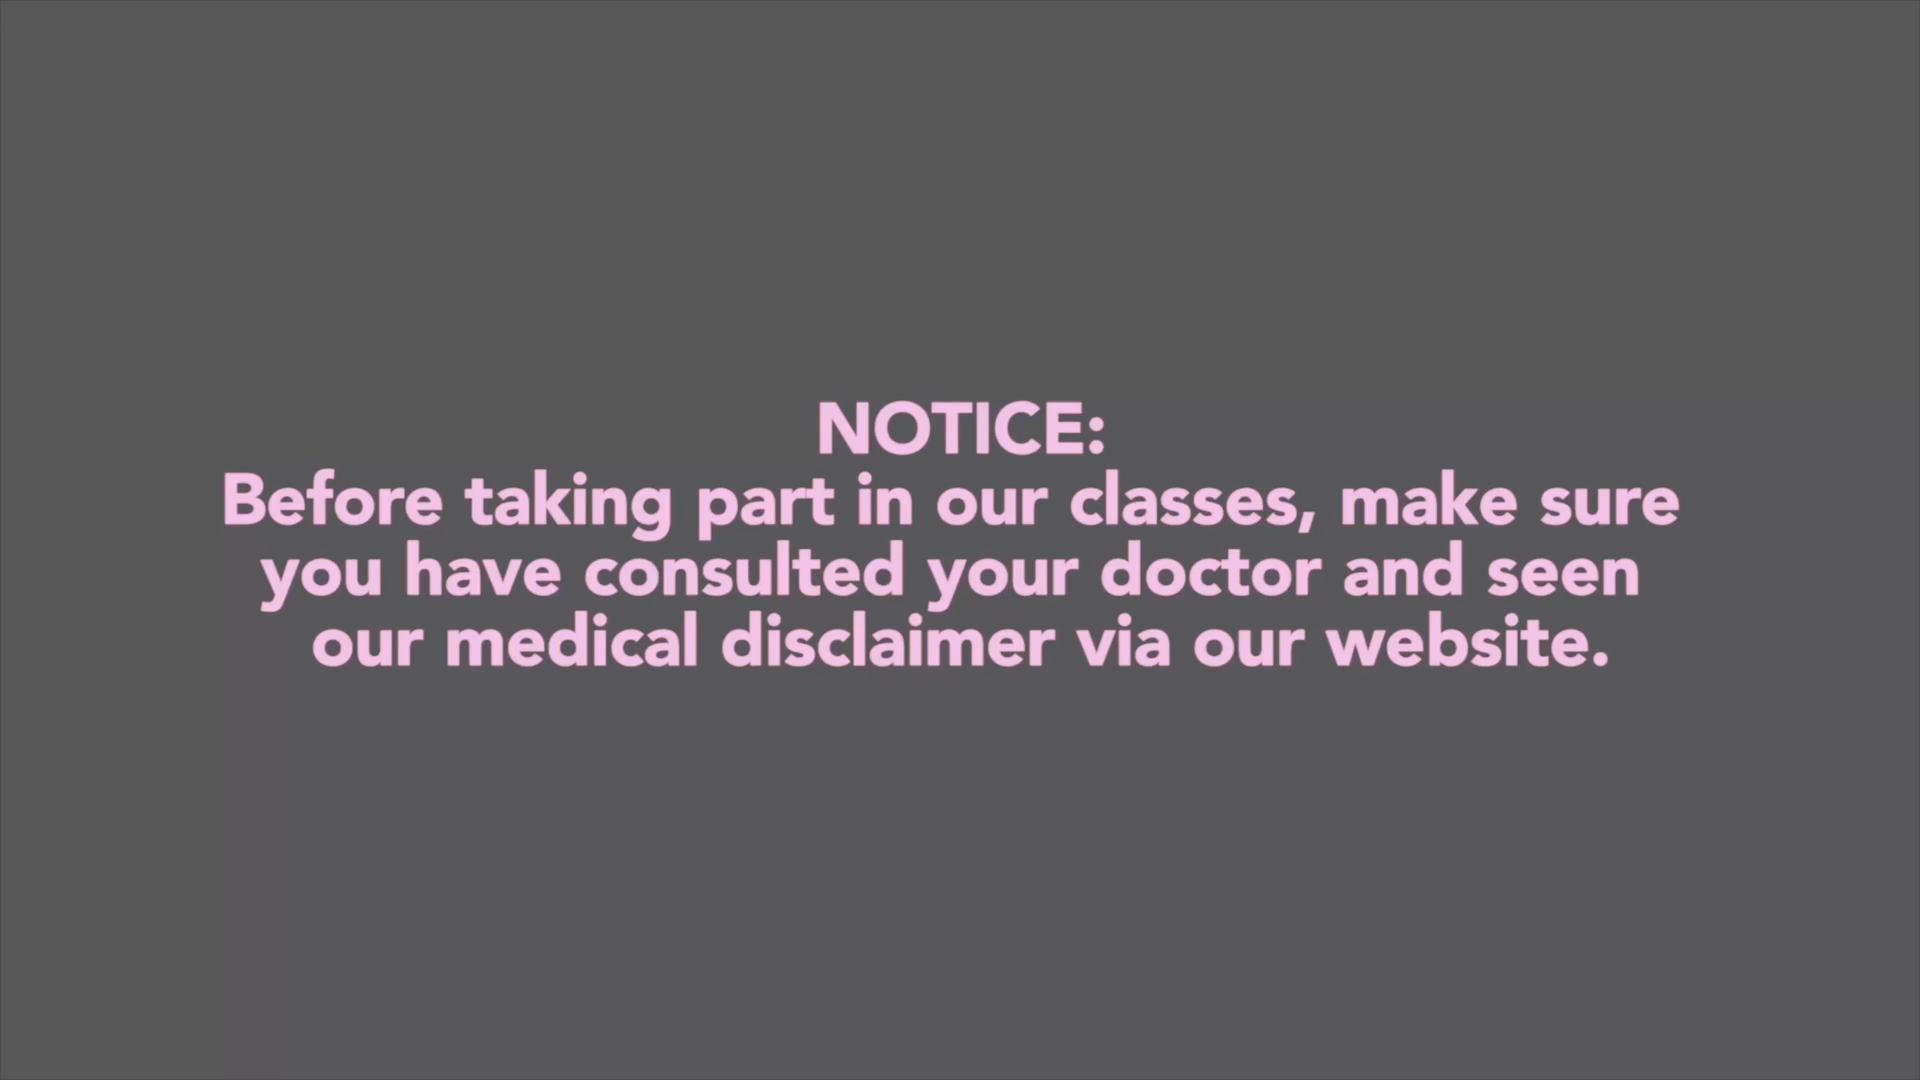 NOTICE:
Before taking part in our classes, make sure
you have consulted your doctor and seen
our medical disclaimer via our website.